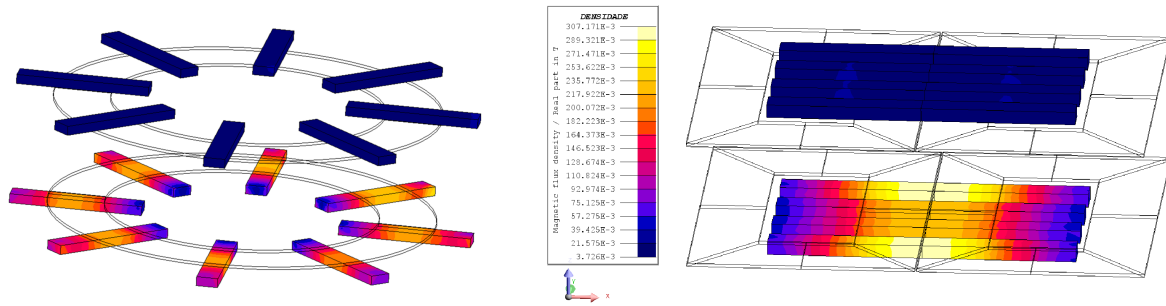 DENSIDADE
Magnetic flux density / Real part in T
307.171E-3
289.321E-3
271.471E-3
253.622E-3
235.772E-3
217.922E-3
200.072E-3
182.223E-3
164.373E-3
146.523E-3
128.674E-3
110.824E-3
92.974E-3
75.125E-3
57.275E-3
39.425E-3
21.575E-3
3.726E-3
Y
x